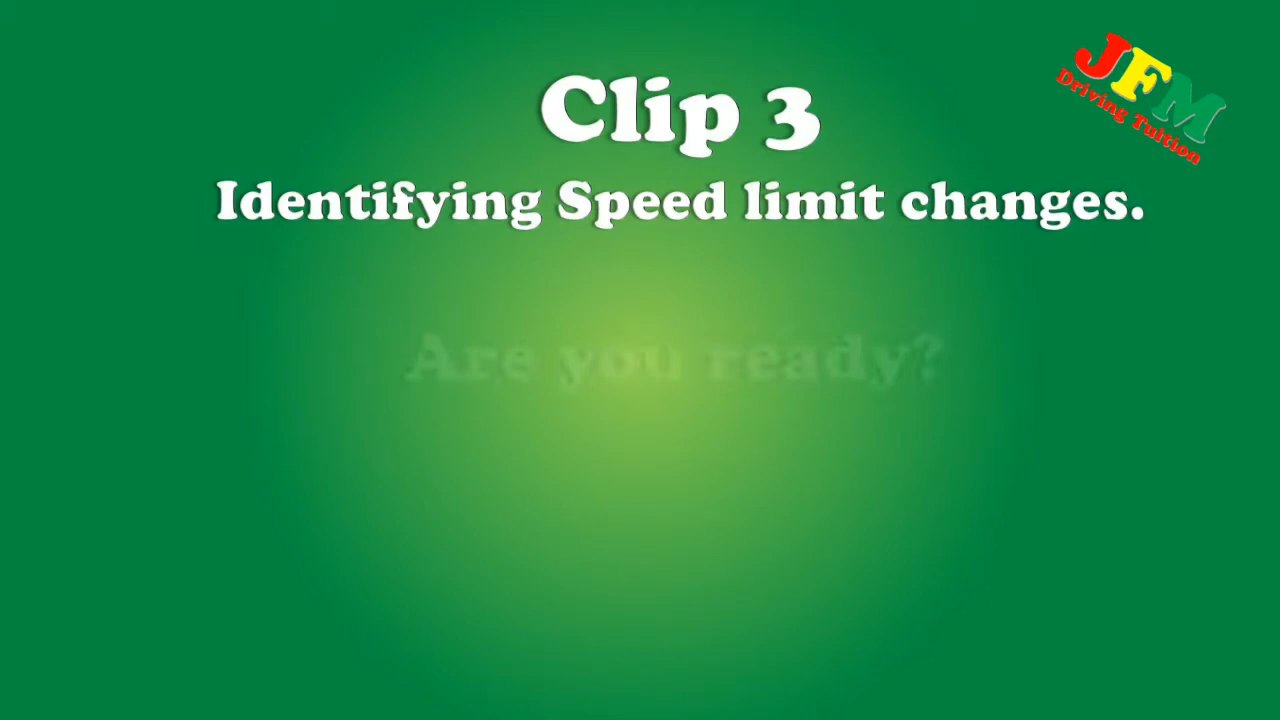 Clip 3
Identifying Speed limit changes.
Are you ready?
JFM
Driving Tuition